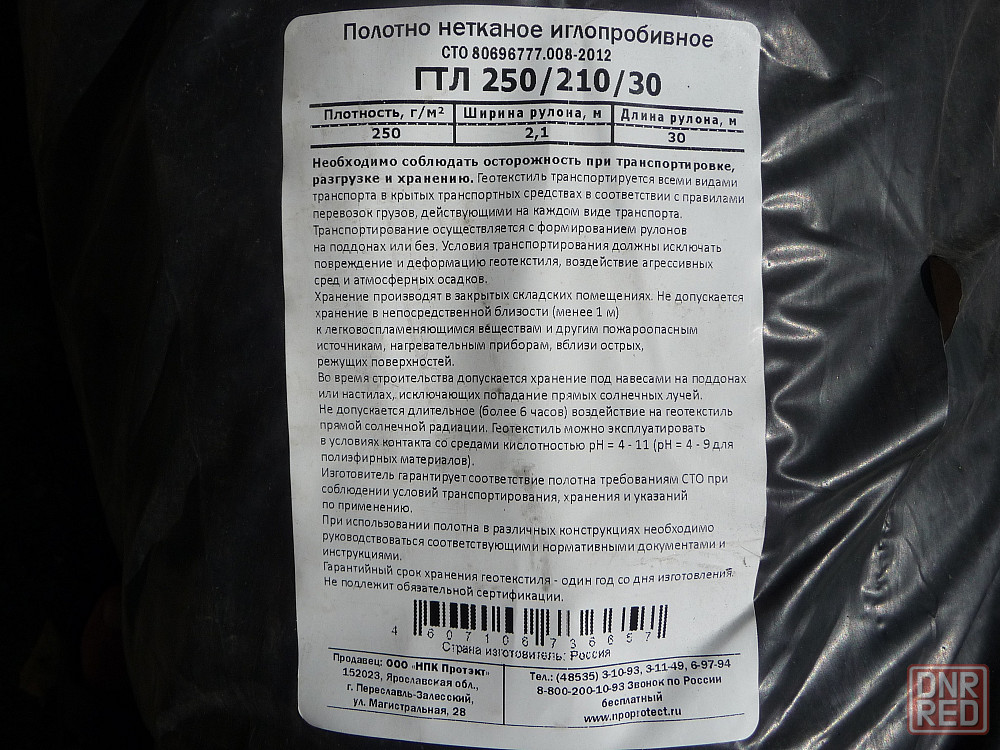 Полотно нетканое иглопробивное
СТО 80696777.008-2012
ГТЛ 250/210/30
Плотность, г/м² Ширина рулона, м Длина рулона, м
250 2,1 30
Необходимо соблюдать осторожность при транспортировке,
разгрузке и хранению. Геотекстиль транспортируется всеми видами
транспорта в крытых транспортных средствах в соответствии с правилами
перевозок грузов, действующими на каждом виде транспорта.
Транспортирование осуществляется с формированием рулонов
на поддонах или без. Условия транспортирования должны исключать
повреждение и деформацию геотекстиля, воздействие агрессивных
сред и атмосферных осадков.
Хранение производят в закрытых складских помещениях. Не допускается
хранение в непосредственной близости (менее 1 м)
к легковоспламеняющимся веществам и другим пожароопасным
источникам, нагревательным приборам, вблизи острых,
режущих поверхностей.
Во время строительства допускается хранение под навесами на поддонах
или настилах, исключающих попадание прямых солнечных лучей.
Не допускается длительное (более 6 часов) воздействие на геотекстиль
прямой солнечной радиации. Геотекстиль можно эксплуатировать
в условиях контакта со средами кислотностью pH = 4 - 11 (pH = 4 - 9 для
полиэфирных материалов).
Изготовитель гарантирует соответствие полотна требованиям СТО при
соблюдении условий транспортирования, хранения и указаний
по применению.
При использовании полотна в различных конструкциях необходимо
руководствоваться соответствующими нормативными документами и
инструкциями.
Гарантийный срок хранения геотекстиля - один год со дня изготовления.
Не подлежит обязательной сертификации.
4 607106 736657
Страна изготовитель: Россия
Продавец: ООО «НПК Протэкт»
152023, Ярославская обл.,
г. Переславль-Залесский,
ул. Магистральная, 28
Тел.: (48535) 3-10-93, 3-11-49, 6-97-94
8-800-200-10-93 Звонок по России
бесплатный
www.npoprotect.ru
DNR
RED